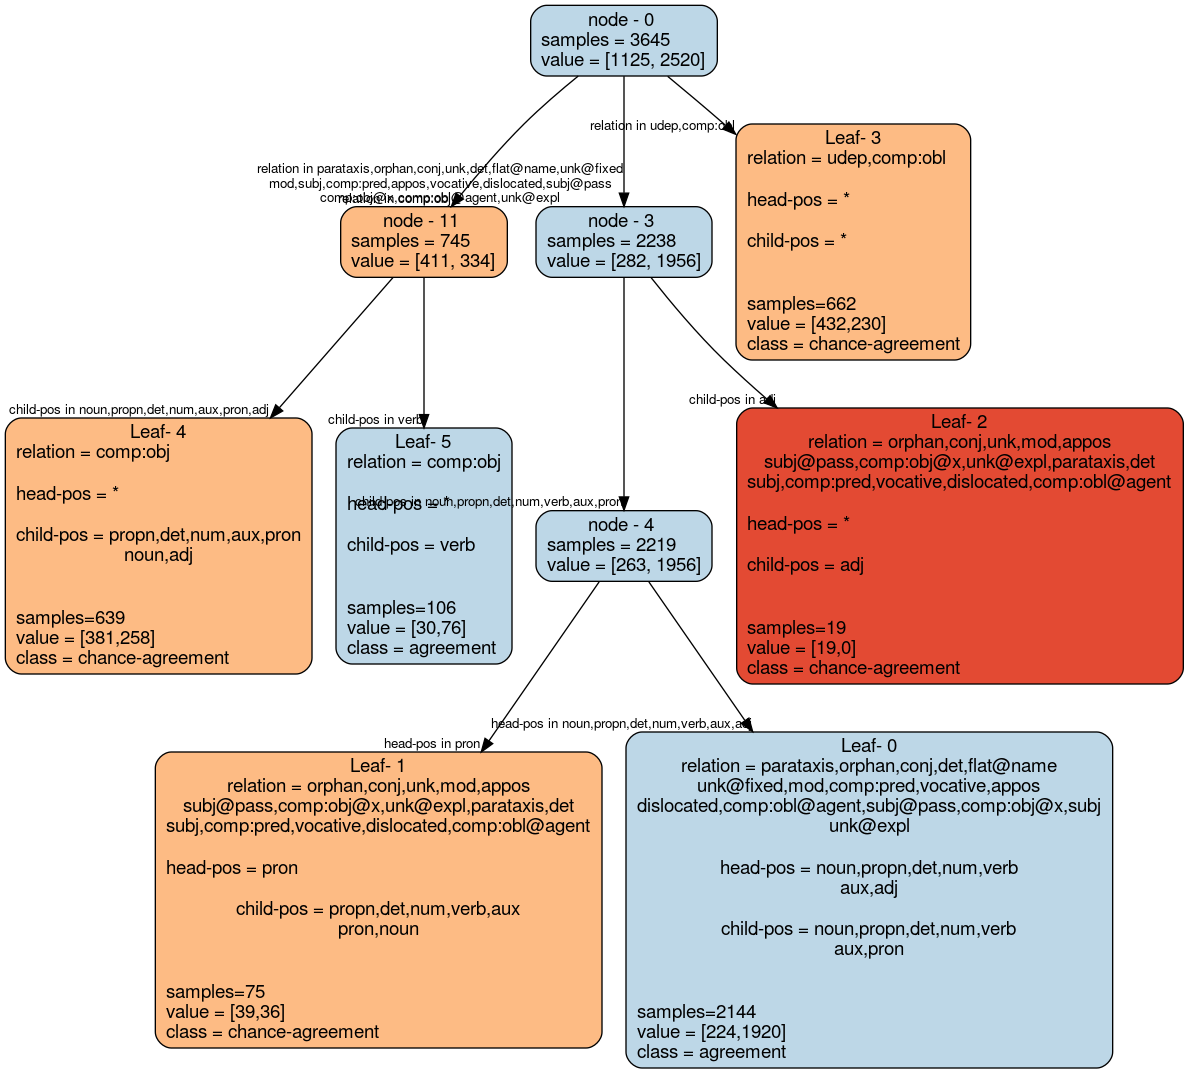 node - 0
samples = 3645
value = [1125, 2520]
relation in udep,comp:obl
Leaf- 3
relation = udep,comp:obl
head-pos = *
child-pos = *
samples=662
value = [432,230]
class = chance-agreement
relation in parataxis,orphan,conj,unk,det,flat@name,unk@fixed
mod,subj,comp:pred,appos,vocative,dislocated,subj@pass
comp:obj@x,comp:obl@agent,unk@expl
relation in comp:obj
node - 11
samples = 745
value = [411, 334]
node - 3
samples = 2238
value = [282, 1956]
child-pos in noun,propn,det,num,aux,pron,adj
child-pos in verb
child-pos in adj
Leaf- 4
relation = comp:obj
head-pos = *
child-pos = propn,det,num,aux,pron
noun,adj
samples=639
value = [381,258]
class = chance-agreement
Leaf- 5
relation = comp:obj
head-pos = *
child-pos = verb
samples=106
value = [30,76]
class = agreement
child-pos in noun,propn,det,num,verb,aux,pron
node - 4
samples = 2219
value = [263, 1956]
Leaf- 2
relation = orphan,conj,unk,mod,appos
subj@pass,comp:obj@x,unk@expl,parataxis,det
subj,comp:pred,vocative,dislocated,comp:obl@agent
head-pos = *
child-pos = adj
samples=19
value = [19,0]
class = chance-agreement
head-pos in pron
head-pos in noun,propn,det,num,verb,aux,adj
Leaf- 1
relation = orphan,conj,unk,mod,appos
subj@pass,comp:obj@x,unk@expl,parataxis,det
subj,comp:pred,vocative,dislocated,comp:obl@agent
head-pos = pron
child-pos = propn,det,num,verb,aux
pron,noun
samples=75
value = [39,36]
class = chance-agreement
Leaf- 0
relation = parataxis,orphan,conj,det,flat@name
unk@fixed,mod,comp:pred,vocative,appos
dislocated,comp:obl@agent,subj@pass,comp:obj@x,subj
unk@expl
head-pos = noun,propn,det,num,verb
aux,adj
child-pos = noun,propn,det,num,verb
aux,pron
samples=2144
value = [224,1920]
class = agreement